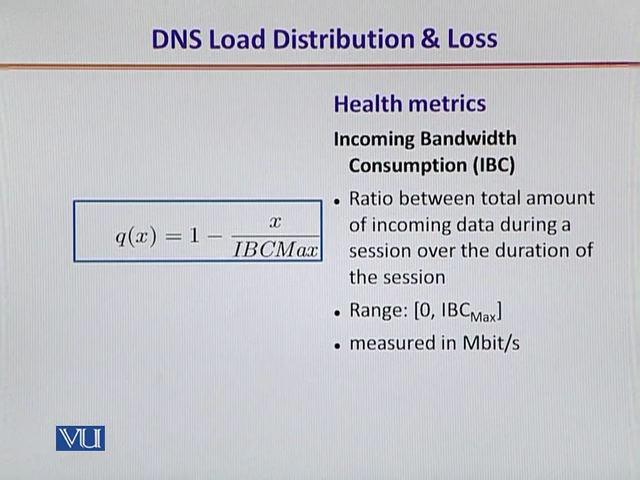 DNS Load Distribution & Loss
Health metrics
Incoming Bandwidth
Consumption (IBC)
• Ratio between total amount
of incoming data during a
session over the duration of
the session
• Range: [0, IBCMax]
• measured in Mbit/s
q(x) = 1 − x / IBCMax
VU